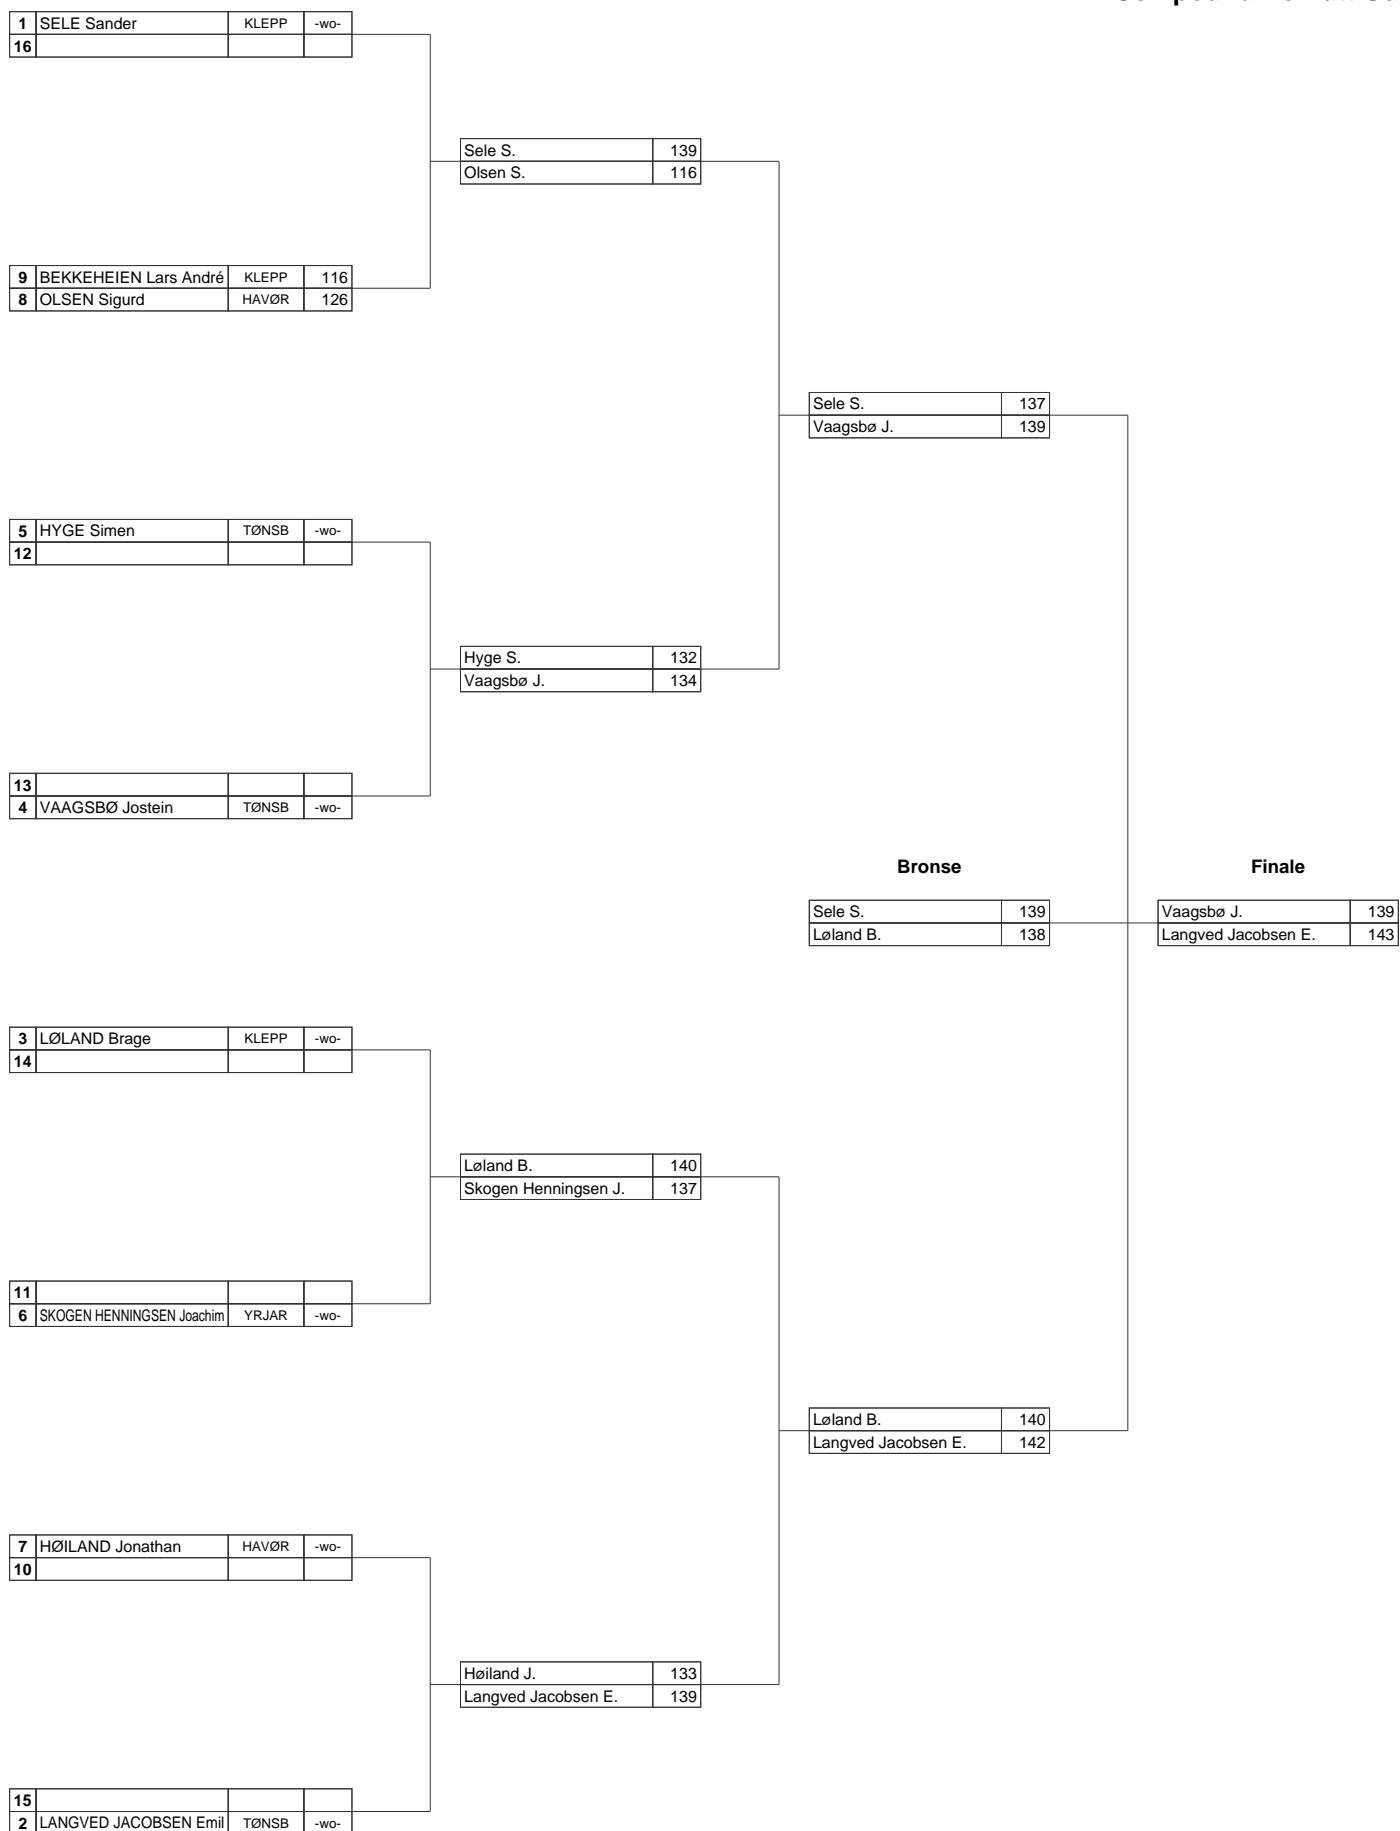 1 SELE Sander KLEPP -wo-
16
Sele S. 139
Olsen S. 116
9 BEKKEHEIEN Lars André KLEPP 116
8 OLSEN Sigurd HAVØR 126
Sele S. 137
Vaagsbø J. 139
5 HYGE Simen TØNSB -wo-
12
Hyge S. 132
Vaagsbø J. 134
13
4 VAAGSBØ Jostein TØNSB -wo-
Bronse Finale
Sele S. 139 Vaagsbø J. 139
Løland B. 138 Langved Jacobsen E. 143
3 LØLAND Brage KLEPP -wo-
14
Løland B. 140
Skogen Henningsen J. 137
11
6 SKOGEN HENNINGSEN Joachim YRJAR -wo-
Løland B. 140
Langved Jacobsen E. 142
7 HØILAND Jonathan HAVØR -wo-
10
Høiland J. 133
Langved Jacobsen E. 139
15
2 LANGVED JACOBSEN Emil TØNSB -wo-